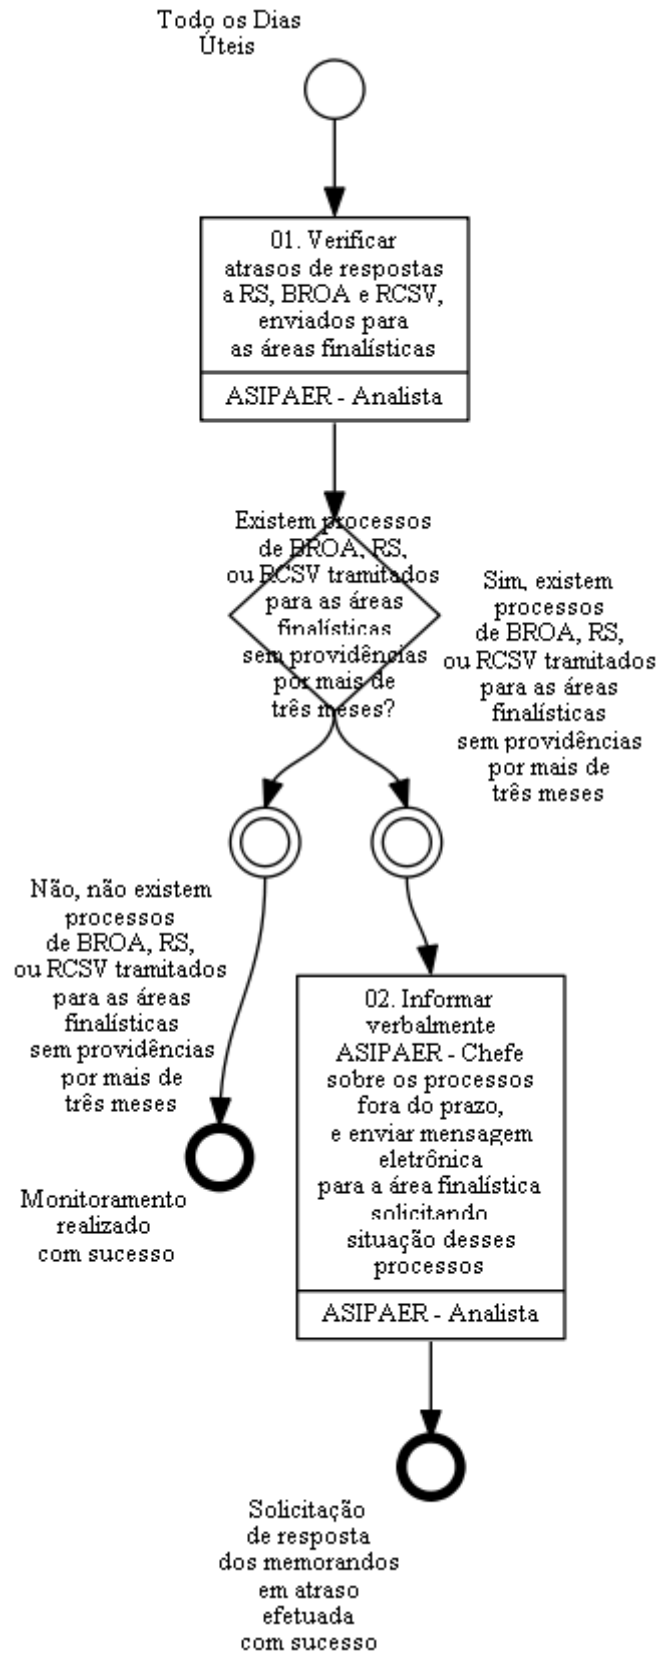 Todo os Dias
Úteis
01. Verificar
atrasos de respostas
a RS, BROA e RCSV,
enviados para
as áreas finalísticas
ASIPAER - Analista
Existem processos
de BROA, RS,
ou RCSV tramitados
para as áreas
finalísticas
sem providências
por mais de
três meses?
Sim, existem
processos
de BROA, RS,
ou RCSV tramitados
para as áreas
finalísticas
sem providências
por mais de
três meses
Não, não existem
processos
de BROA, RS,
ou RCSV tramitados
para as áreas
finalísticas
sem providências
por mais de
três meses
02. Informar
verbalmente
ASIPAER - Chefe
sobre os processos
fora do prazo,
e enviar mensagem
eletrônica
para a área finalística
solicitando
situação desses
processos
ASIPAER - Analista
Monitoramento
realizado
com sucesso
Solicitação
de resposta
dos memorandos
em atraso
efetuada
com sucesso